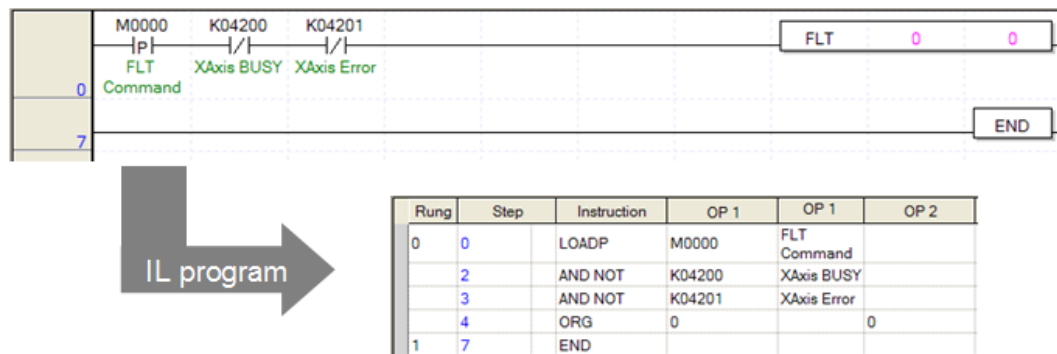 M0000 K04200 K04201
P
FLT 0 0
FLT Command XAxis BUSY XAxis Error
0
END
7
IL program
Rung Step Instruction OP 1 OP 1 OP 2
0 0 LOADP M0000 FLT Command
2 AND NOT K04200 XAxis BUSY
3 AND NOT K04201 XAxis Error
4 ORG 0 0
1 7 END